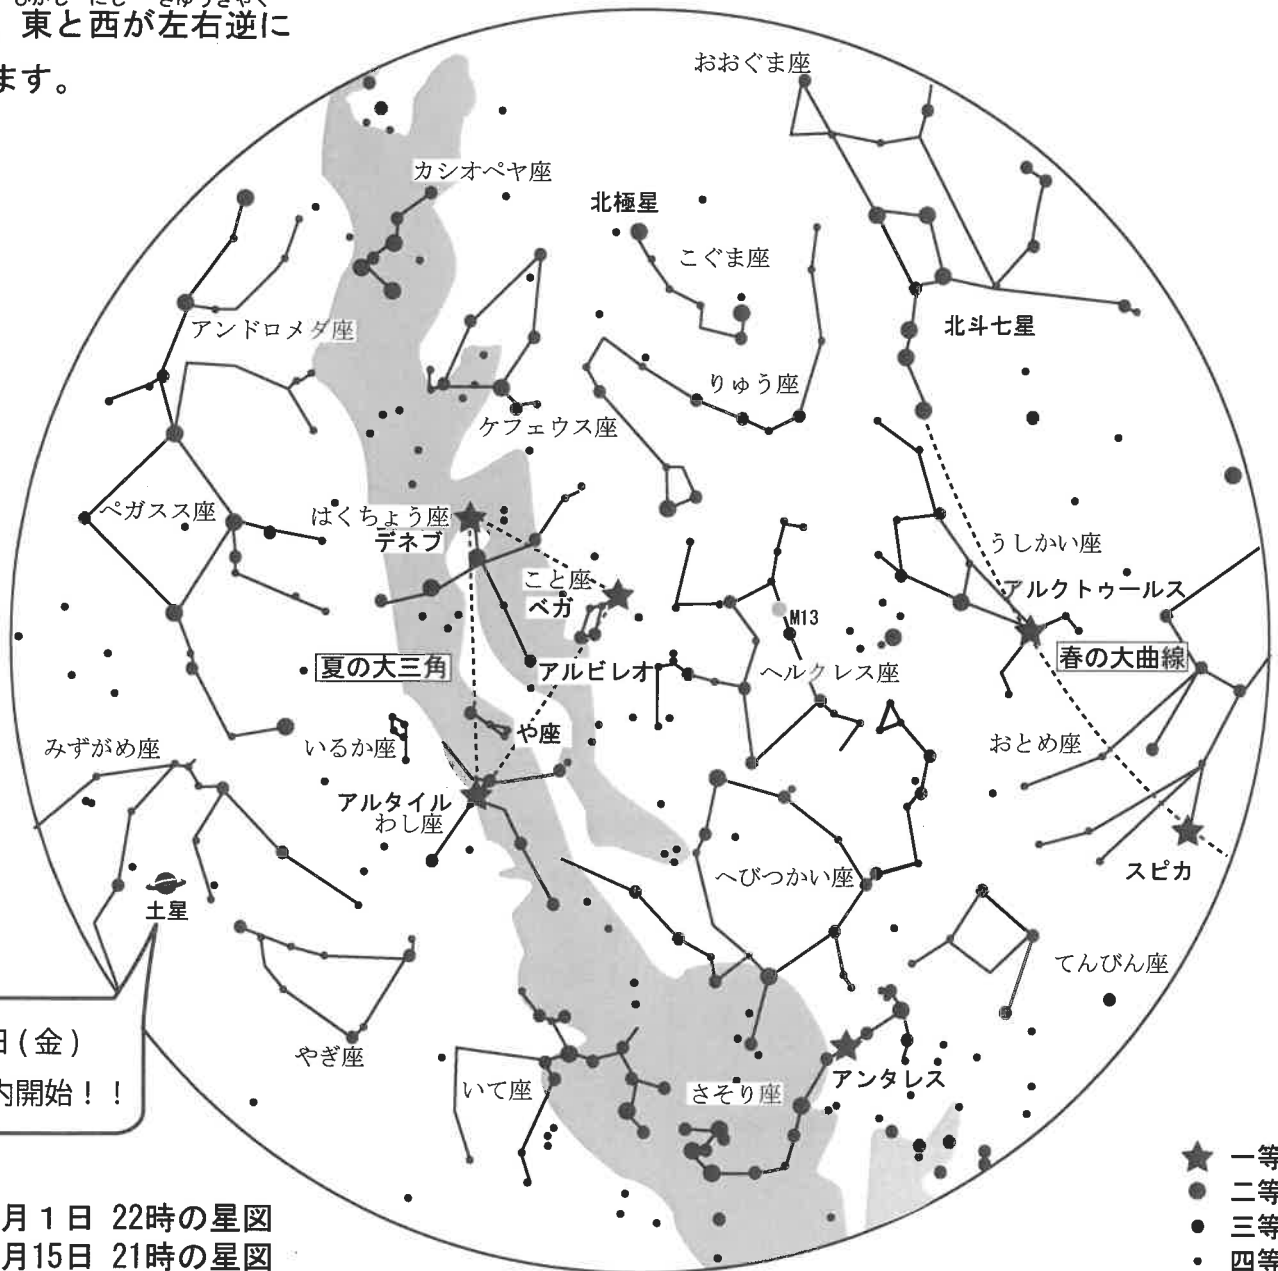 東と西が左右逆に
ます。
おおぐま座
カシオペヤ座
北極星
こぐま座
アンドロメダ座
北斗七星
りゅう座
ケフェウス座
ペガスス座
はくちょう座
デネブ
うしかい座
こと座
ベガ
アルクトゥールス
M13
春の大曲線
夏の大三角
アルビレオ
ヘルクレス座
みずがめ座
いるか座
や座
おとめ座
アルタイル
わし座
スピカ
へびつかい座
土星
てんびん座
日(金)
やぎ座
内開始！！
いて座
さそり座
アンタレス
月１日 22時の星図
月15日 21時の星図
一等
二等
三等
四等